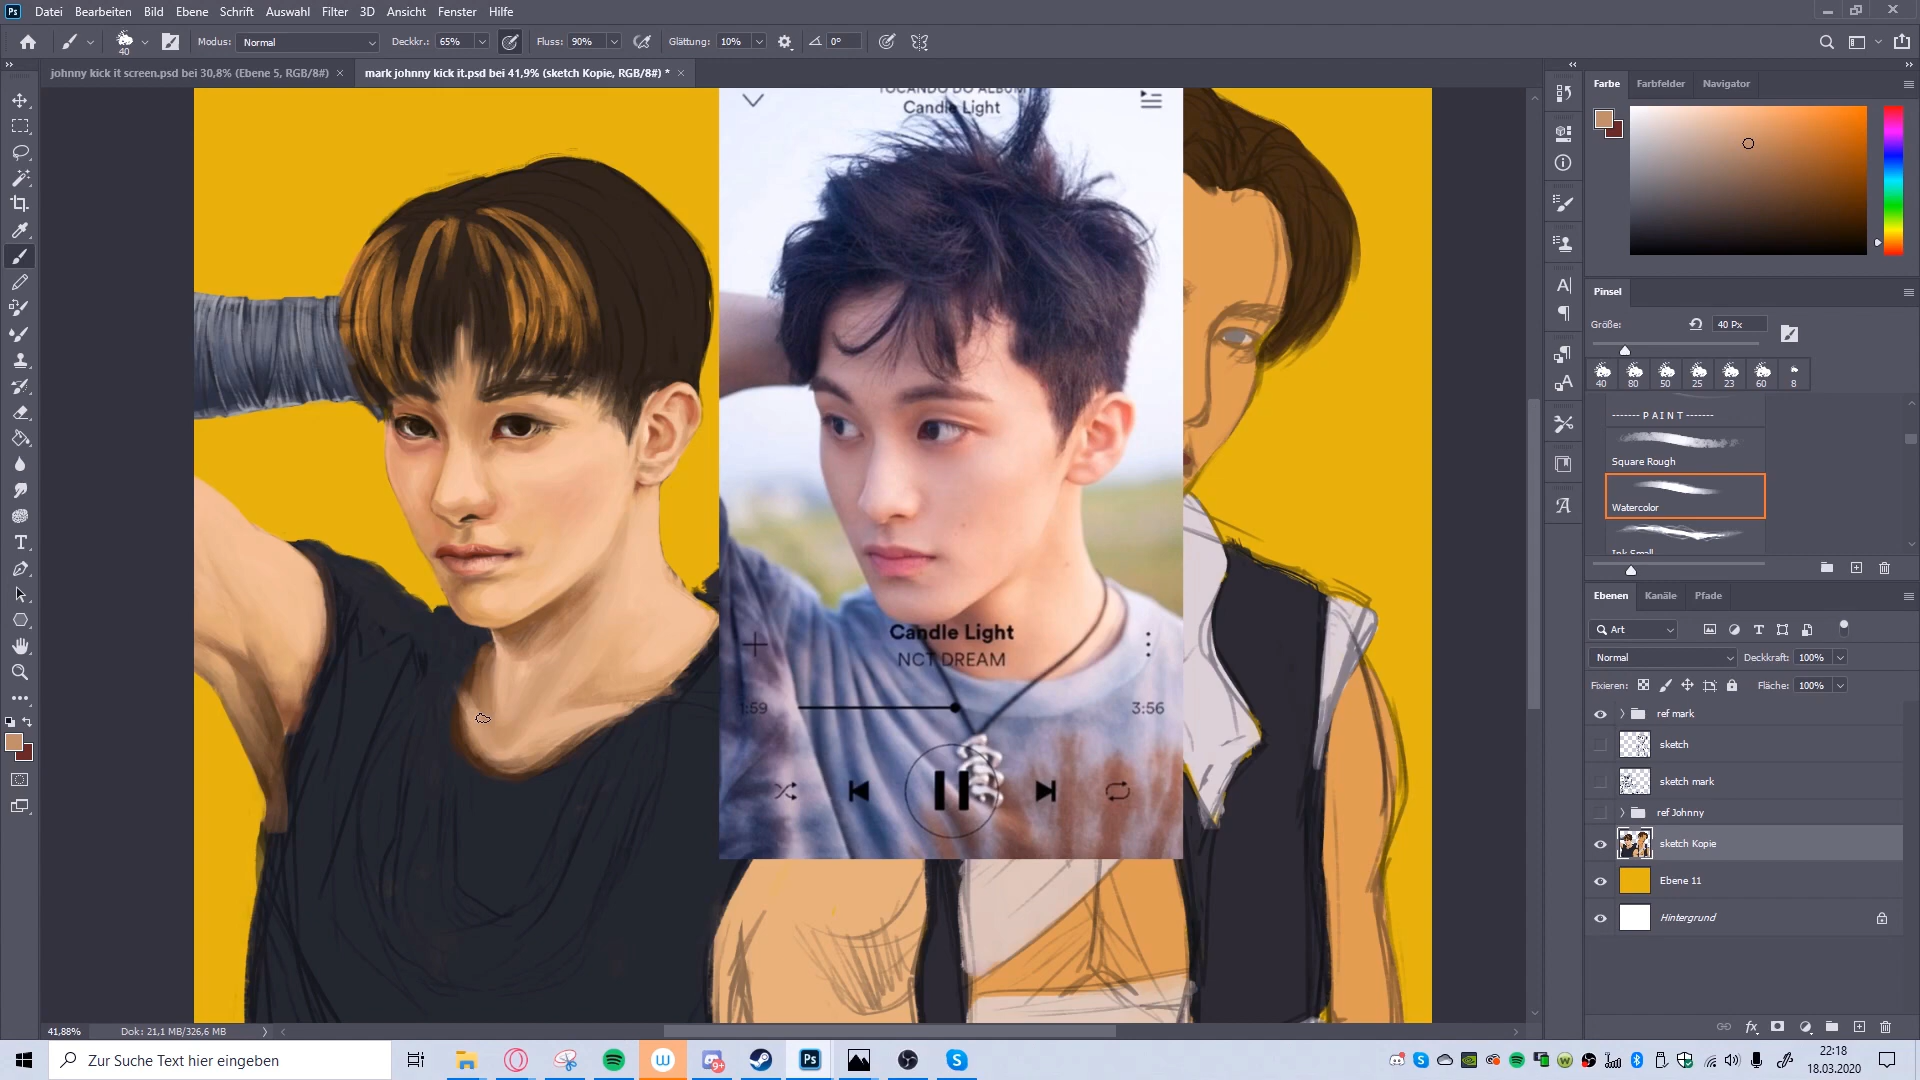 Ps Datei Bearbeiten Bild Ebene Schrift Auswahl Filter 3D Ansicht Fenster Hilfe
40 Modus: Normal Deckkr.: 65% Fluss: 90% Glättung: 10% 0°
johnny kick it screen.psd bei 30,8% (Ebene 5, RGB/8#) × mark johnny kick it.psd bei 41,9% (sketch Kopie, RGB/8#) * ×
TOCANDO DO ÁLBUM
Candle Light
Candle Light
NCT DREAM
1:59 3:56
Farbe Farbfelder Navigator
Pinsel
Größe: 40 Px
40 80 50 25 23 60 8
------- P A I N T -------
Square Rough
Watercolor
Ink Small
Ebenen Kanäle Pfade
Art
Normal Deckkraft: 100%
Fixieren: Fläche: 100%
ref mark
sketch
sketch mark
ref Johnny
sketch Kopie
Ebene 11
Hintergrund
41,88% Dok: 21,1 MB/326,6 MB
Zur Suche Text hier eingeben
22:18
18.03.2020